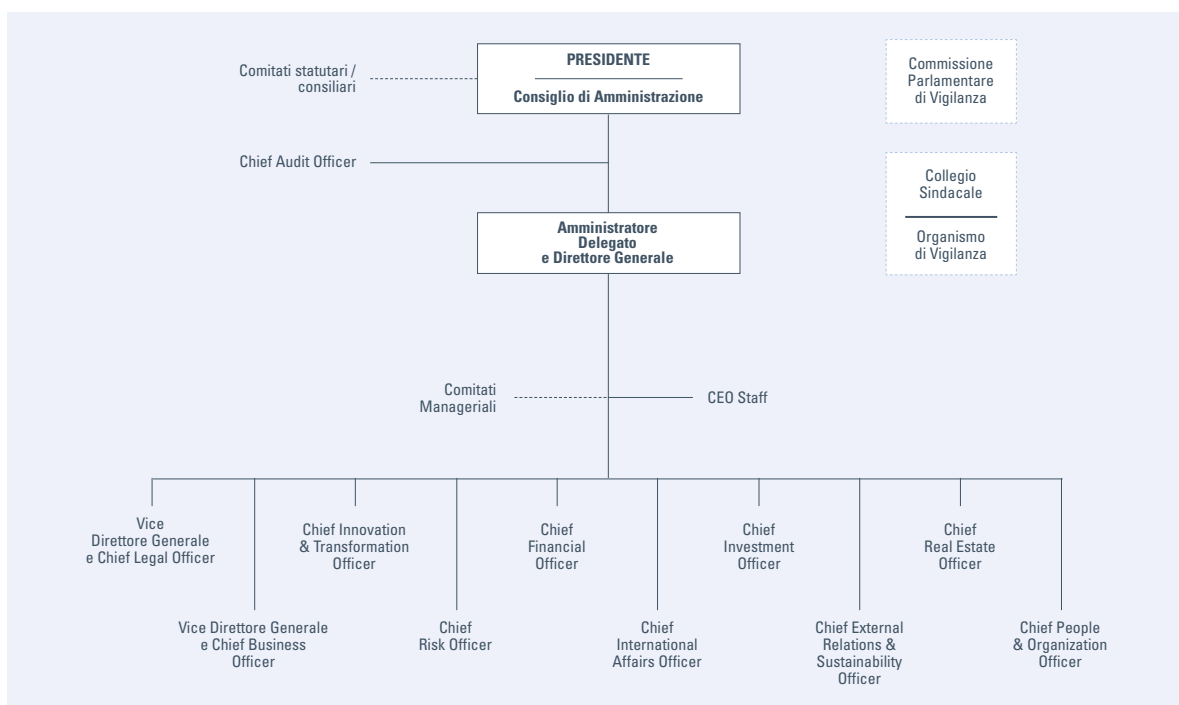 PRESIDENTE
Consiglio di Amministrazione
Comitati statutari /
consiliari
Commissione
Parlamentare
di Vigilanza
Chief Audit Officer
Collegio
Sindacale
Organismo
di Vigilanza
Amministratore
Delegato
e Direttore Generale
Comitati
Manageriali
CEO Staff
Vice
Direttore Generale
e Chief Legal Officer
Vice Direttore Generale
e Chief Business
Officer
Chief Innovation
& Transformation
Officer
Chief
Risk Officer
Chief
Financial
Officer
Chief
International
Affairs Officer
Chief
Investment
Officer
Chief External
Relations &
Sustainability
Officer
Chief
Real Estate
Officer
Chief People
& Organization
Officer